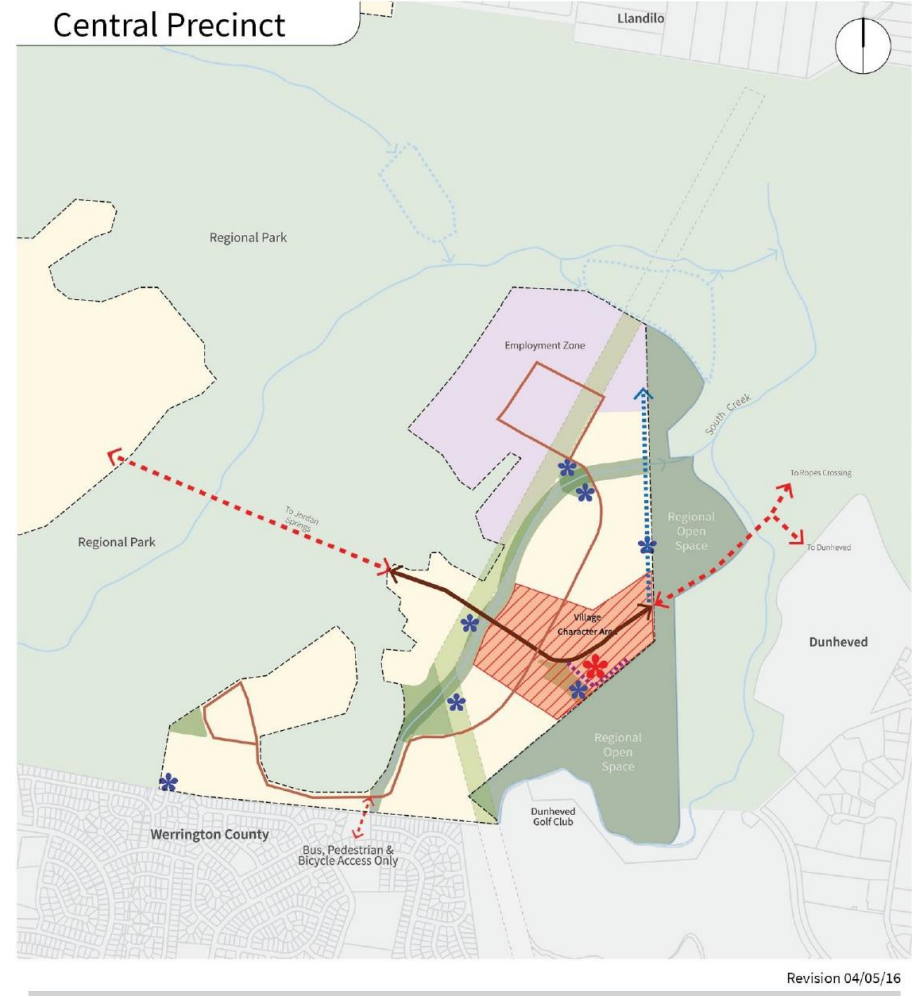 Central Precinct
Llandilo
Regional Park
Employment Zone
South Creek
To Ropes Crossing
To Jordan
Springs
Regional
Open
Space
Regional Park
To Dunheved
Village
Character Area
Dunheved
Regional
Open
Space
Dunheved
Golf Club
Werrington County
Bus, Pedestrian &
Bicycle Access Only
Revision 04/05/16